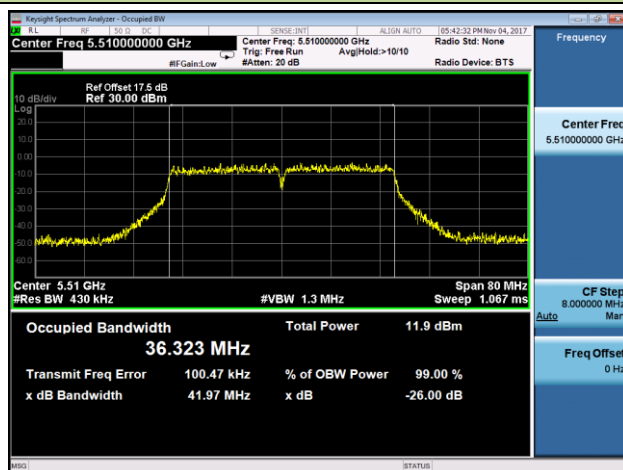 Keysight Spectrum Analyzer - Occupied BW
RL RF 50 Ω DC SENSE:INT ALIGN AUTO 05:42:32 PM Nov 04, 2017
Center Freq 5.510000000 GHz
Center Freq: 5.510000000 GHz
Radio Std: None
Trig: Free Run Avg|Hold:>10/10
#IFGain:Low #Atten: 20 dB Radio Device: BTS
Ref Offset 17.5 dB
10 dB/div Ref 30.00 dBm
Log
20.0
10.0
0.00
-10.0
-20.0
-30.0
-40.0
-50.0
-60.0
Center 5.51 GHz Span 80 MHz
#Res BW 430 kHz #VBW 1.3 MHz Sweep 1.067 ms
Occupied Bandwidth Total Power 11.9 dBm
36.323 MHz
Transmit Freq Error 100.47 kHz % of OBW Power 99.00 %
x dB Bandwidth 41.97 MHz x dB -26.00 dB
MSG STATUS
Frequency
Center Freq
5.510000000 GHz
CF Step
8.000000 MHz
Auto Man
Freq Offset
0 Hz